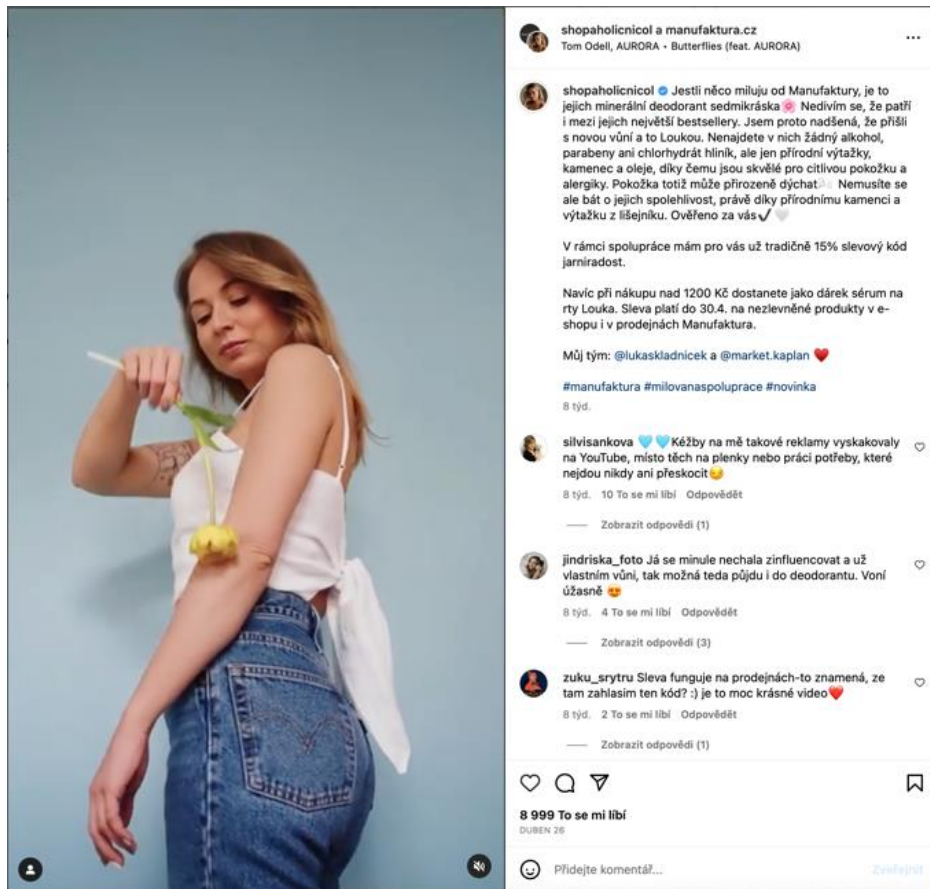 shopaholicnicol a manufaktura.cz
Tom Odell, AURORA • Butterflies (feat. AURORA)
shopaholicnicol Jestli něco miluju od Manufaktury, je to
jejich minerální deodorant sedmikráska🌸 Nedivím se, že patří
i mezi jejich největší bestsellery. Jsem proto nadšená, že přišli
s novou vůní a to Loukou. Nenajdete v nich žádný alkohol,
parabeny ani chlorhydrát hliník, ale jen přírodní výtažky,
kamenec a oleje, díky čemu jsou skvělé pro citlivou pokožku a
alergiky. Pokožka totiž může přirozeně dýchat🌬️ Nemusíte se
ale bát o jejich spolehlivost, právě díky přírodnímu kamenci a
výtažku z lišejníku. Ověřeno za vás✔️🤍
V rámci spolupráce mám pro vás už tradičně 15% slevový kód
jarniradost.
Navíc při nákupu nad 1200 Kč dostanete jako dárek sérum na
rty Louka. Sleva platí do 30.4. na nezlevněné produkty v e-
shopu i v prodejnách Manufaktura.
Můj tým: @lukaskladnicek a @market.kaplan ❤️
#manufaktura #milovanaspoluprace #novinka
8 týd.
silvisankova 🩵🩵Kéžby na mě takové reklamy vyskakovaly
na YouTube, místo těch na plenky nebo práci potřeby, které
nejdou nikdy ani přeskocit😏
8 týd. 10 To se mi líbí Odpovědět
Zobrazit odpovědi (1)
jindriska_foto Já se minule nechala zinfluencovat a už
vlastním vůni, tak možná teda půjdu i do deodorantu. Voní
úžasně 😍
8 týd. 4 To se mi líbí Odpovědět
Zobrazit odpovědi (3)
zuku_srytru Sleva funguje na prodejnách-to znamená, ze
tam zahlasim ten kód? :) je to moc krásné video❤️
8 týd. 2 To se mi líbí Odpovědět
Zobrazit odpovědi (1)
8 999 To se mi líbí
DUBEN 26
Přidejte komentář...
Zveřejnit